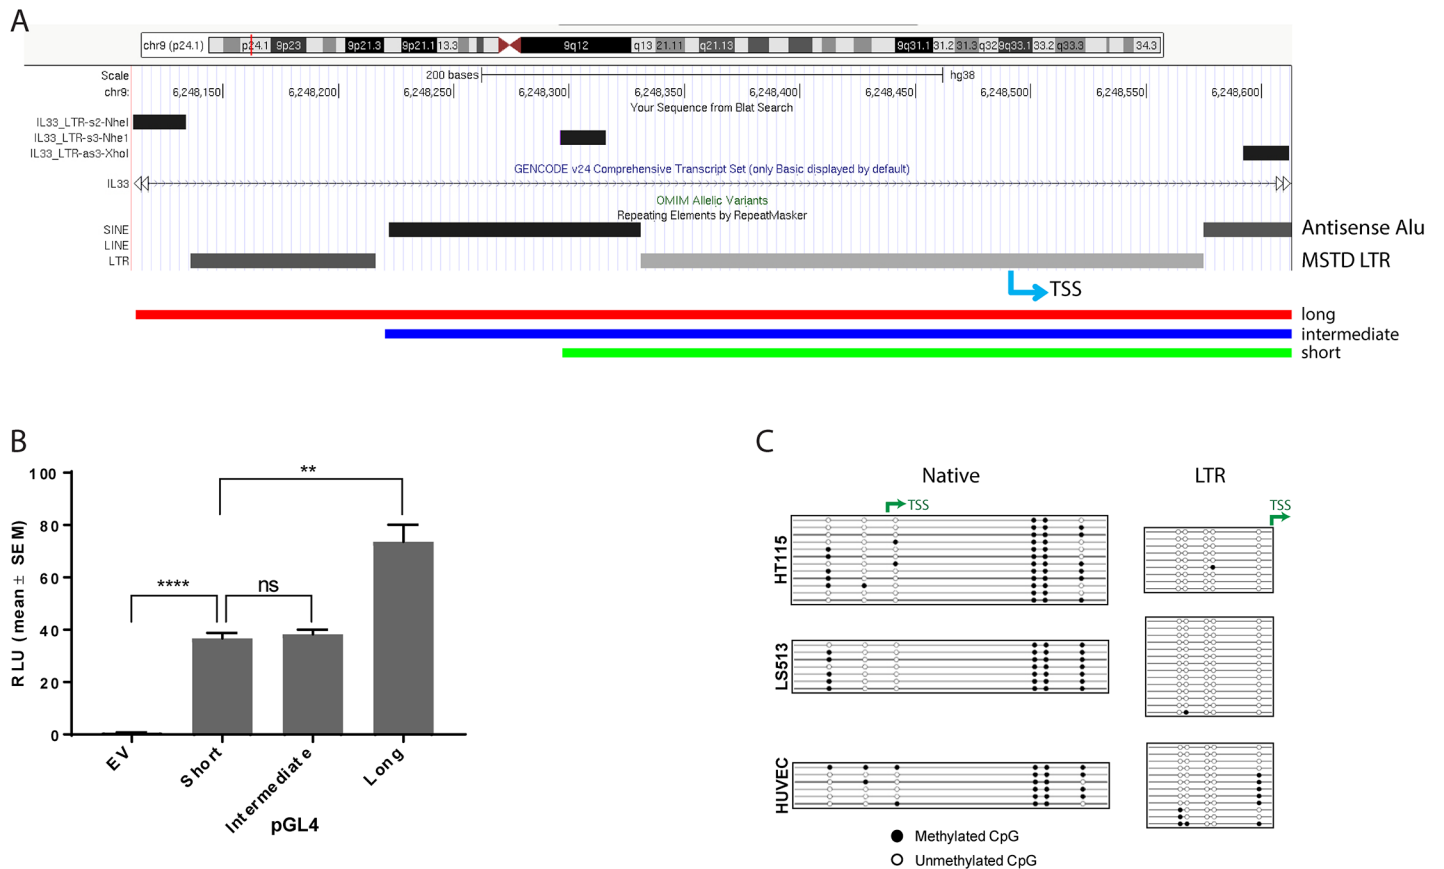 A
chr9 (p24.1)
p24.1 9p23 9p21.3 9p21.1 13.3 9q12 q13 21.11 q21.13 9q31.1 31.2 31.3 q32 9q33.1 33.2 q33.3 34.3
Scale 200 bases hg38
chr9: 6,248,150 6,248,200 6,248,250 6,248,300 6,248,350 6,248,400 6,248,450 6,248,500 6,248,550 6,248,600
Your Sequence from Blat Search
IL33_LTR-s2-NheI
IL33_LTR-s3-Nhe1
IL33_LTR-as3-XhoI
GENCODE v24 Comprehensive Transcript Set (only Basic displayed by default)
IL33
OMIM Allelic Variants
Repeating Elements by RepeatMasker
SINE Antisense Alu
LINE
LTR MSTD LTR
TSS
long
intermediate
short
B
RLU (mean ± SEM)
100
80
60
40
20
0
**
****
ns
EV
Short
Intermediate
Long
pGL4
C
Native LTR
TSS TSS
HT115
LS513
HUVEC
Methylated CpG
Unmethylated CpG